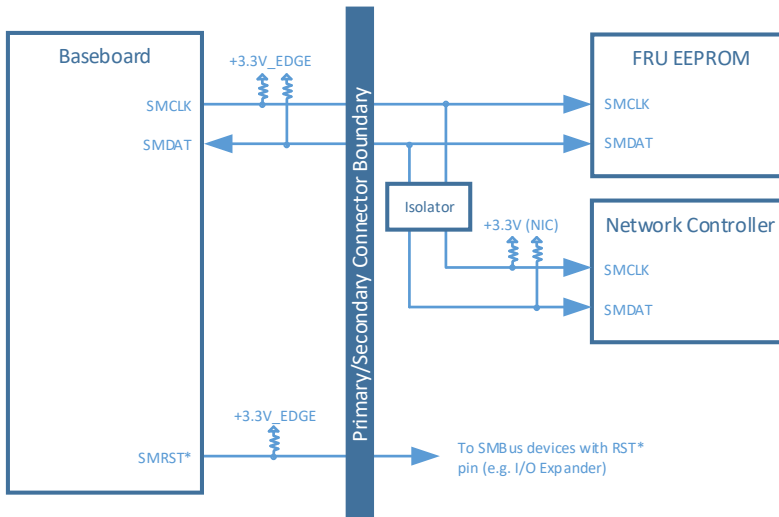 Baseboard
+3.3V_EDGE
FRU EEPROM
SMCLK
SMCLK
SMDAT
SMDAT
Primary/Secondary Connector Boundary
Isolator
+3.3V (NIC)
Network Controller
SMCLK
SMDAT
+3.3V_EDGE
SMRST*
To SMBus devices with RST*
pin (e.g. I/O Expander)